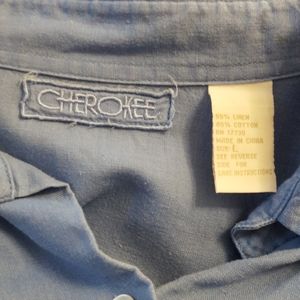 CHEROKEE
55% LINEN
45% COTTON
RN 17730
MADE IN CHINA
SIZE L
SEE REVERSE
SIDE FOR
CARE INSTRUCTIONS